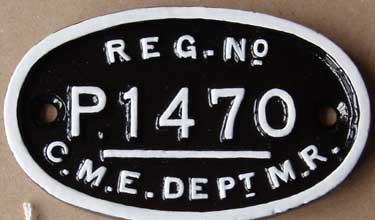 REG. No
P.1470
C.M.E. DEPT M.R.